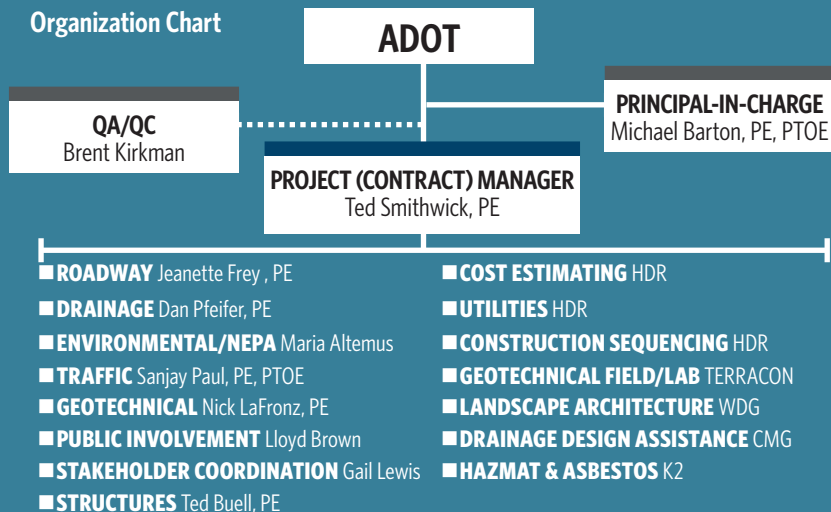 Organization Chart
ADOT
QA/QC
Brent Kirkman
PRINCIPAL-IN-CHARGE
Michael Barton, PE, PTOE
PROJECT (CONTRACT) MANAGER
Ted Smithwick, PE
■ ROADWAY Jeanette Frey , PE
■ DRAINAGE Dan Pfeifer, PE
■ ENVIRONMENTAL/NEPA Maria Altemus
■ TRAFFIC Sanjay Paul, PE, PTOE
■ GEOTECHNICAL Nick LaFronz, PE
■ PUBLIC INVOLVEMENT Lloyd Brown
■ STAKEHOLDER COORDINATION Gail Lewis
■ STRUCTURES Ted Buell, PE
■ COST ESTIMATING HDR
■ UTILITIES HDR
■ CONSTRUCTION SEQUENCING HDR
■ GEOTECHNICAL FIELD/LAB TERRACON
■ LANDSCAPE ARCHITECTURE WDG
■ DRAINAGE DESIGN ASSISTANCE CMG
■ HAZMAT & ASBESTOS K2